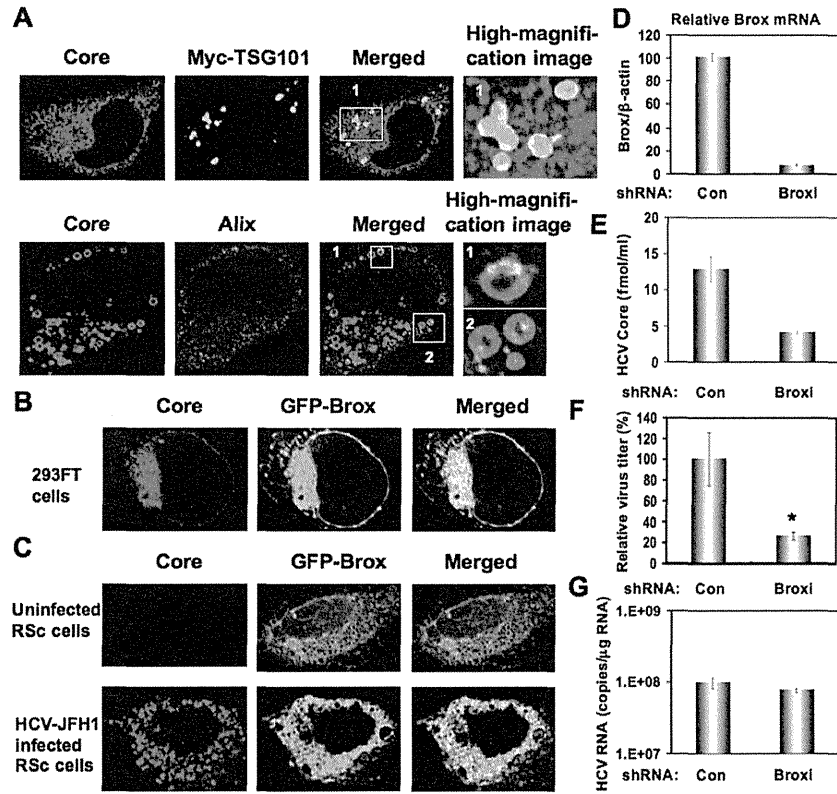 A
Core
Myc-TSG101
Merged
High-magnifi-
cation image
1
1
Core
Alix
Merged
High-magnifi-
cation image
1
2
1
2
B
Core
GFP-Brox
Merged
293FT
cells
C
Core
GFP-Brox
Merged
Uninfected
RSc cells
HCV-JFH1
infected
RSc cells
D
Relative Brox mRNA
Brox/β-actin
120
100
80
60
40
20
0
shRNA: Con Broxi
E
HCV Core (fmol/ml)
20
15
10
5
0
shRNA: Con Broxi
F
Relative virus titer (%)
140
120
100
80
60
40
20
0
*
shRNA: Con Broxi
G
HCV RNA (copies/μg RNA)
1.E+09
1.E+08
1.E+07
shRNA: Con Broxi